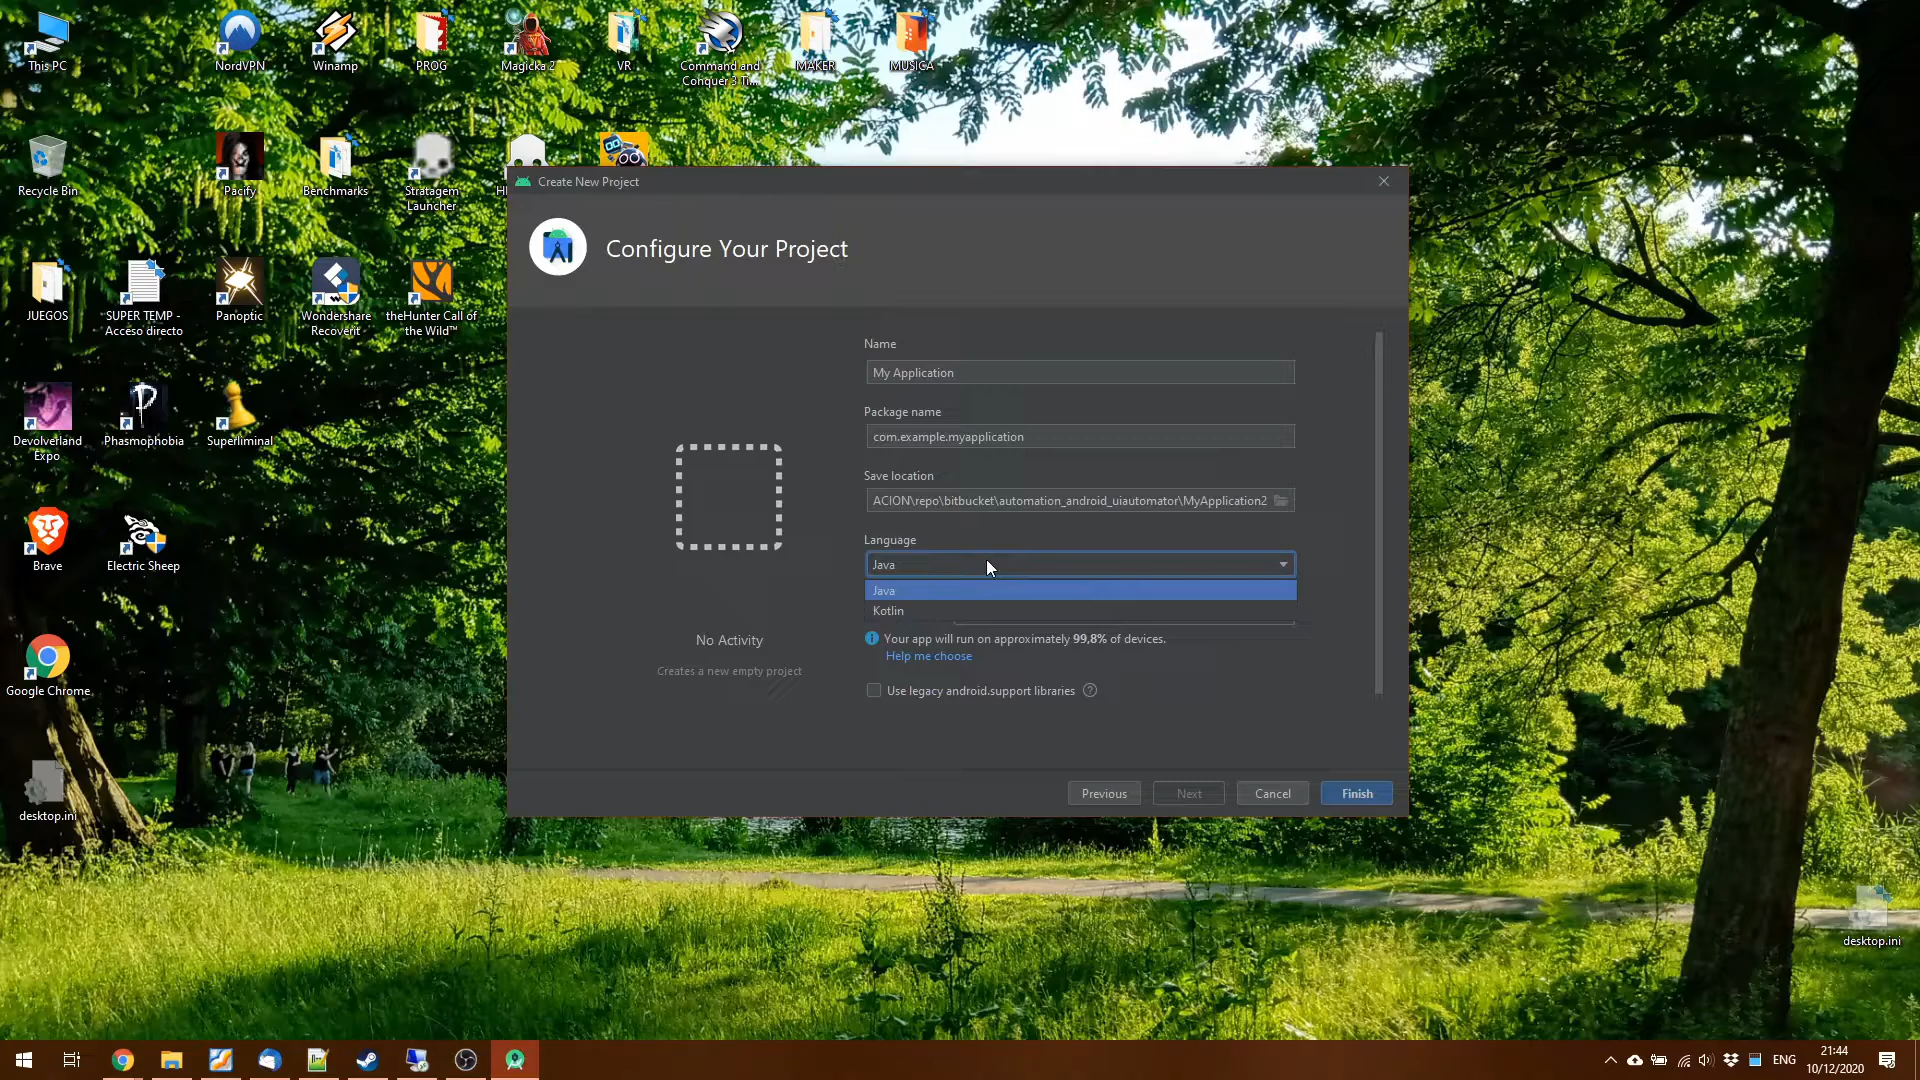 This PC
NordVPN
Winamp
PROG
Magicka 2
VR
Command and
Conquer 3 Ti...
MAKER
MUSICA
Recycle Bin
Pacify
Benchmarks
Stratagem
Launcher
JUEGOS
SUPER TEMP -
Acceso directo
Panoptic
Wondershare
Recoverit
theHunter Call of
the Wild™
Devolverland
Expo
Phasmophobia
Superliminal
Brave
Electric Sheep
Google Chrome
desktop.ini
desktop.ini
Create New Project
Configure Your Project
Name
My Application
Package name
com.example.myapplication
Save location
ACION\repo\bitbucket\automation_android_uiautomator\MyApplication2
Language
Java
Java
Kotlin
Your app will run on approximately 99,8% of devices.
Help me choose
Use legacy android.support libraries
No Activity
Creates a new empty project
Previous
Next
Cancel
Finish
ENG
21:44
10/12/2020